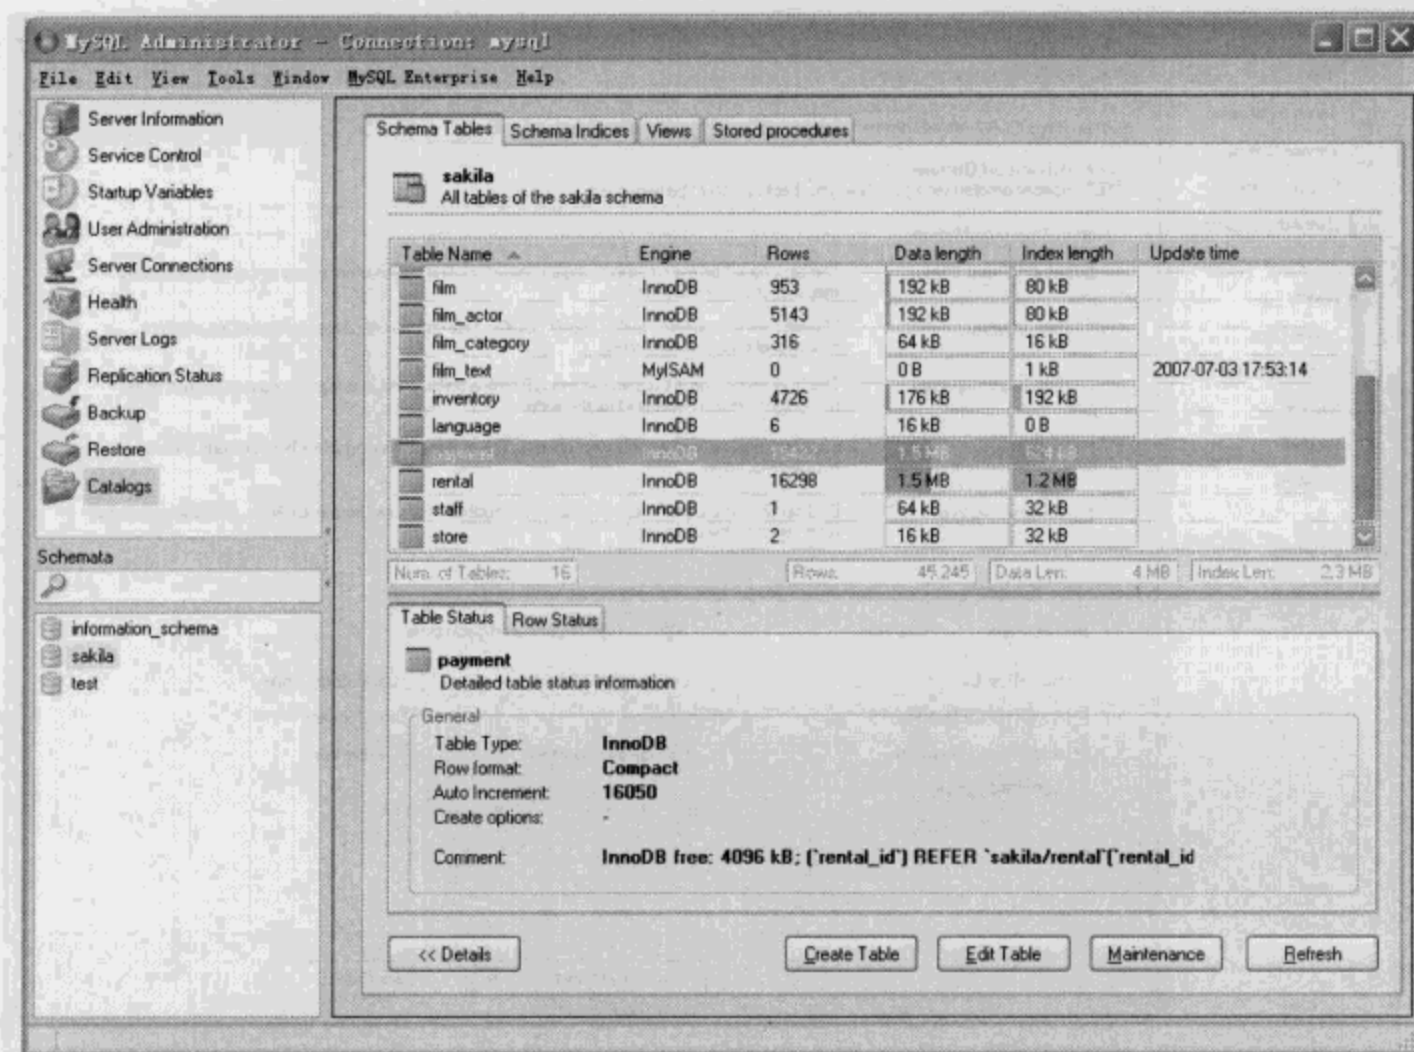 MySQL Administrator - Connection: mysql
File Edit View Tools Window MySQL Enterprise Help
Server Information
Service Control
Startup Variables
User Administration
Server Connections
Health
Server Logs
Replication Status
Backup
Restore
Catalogs
Schemata
information_schema
sakila
test
Schema Tables Schema Indices Views Stored procedures
sakila
All tables of the sakila schema
Table Name Engine Rows Data length Index length Update time
film InnoDB 953 192 kB 80 kB
film_actor InnoDB 5143 192 kB 80 kB
film_category InnoDB 316 64 kB 16 kB
film_text MyISAM 0 0 B 1 kB 2007-07-03 17:53:14
inventory InnoDB 4726 176 kB 192 kB
language InnoDB 6 16 kB 0 B
payment InnoDB 15422 1.5 MB 624 kB
rental InnoDB 16298 1.5 MB 1.2 MB
staff InnoDB 1 64 kB 32 kB
store InnoDB 2 16 kB 32 kB
Num. of Tables: 16 Rows: 45,245 Data Len: 4 MB Index Len: 2,3 MB
Table Status Row Status
payment
Detailed table status information
General
Table Type: InnoDB
Row format: Compact
Auto Increment: 16050
Create options: -
Comment: InnoDB free: 4096 kB; (`rental_id`) REFER `sakila/rental`(`rental_id
<< Details Create Table Edit Table Maintenance Refresh